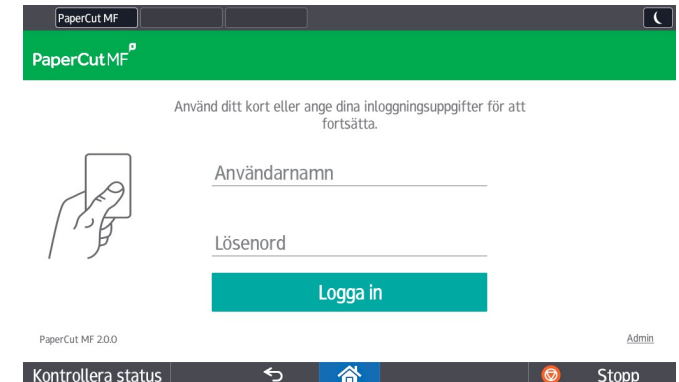 PaperCut MF
PaperCutMF
Använd ditt kort eller ange dina inloggningsuppgifter för att
fortsätta.
Användarnamn
Lösenord
Logga in
PaperCut MF 2.0.0
Admin
Kontrollera status
Stopp